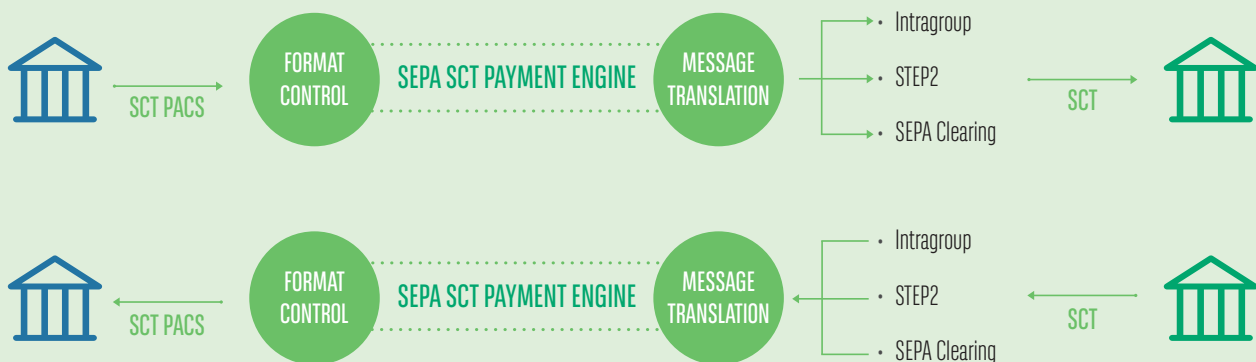 SCT PACS
FORMAT
CONTROL
SEPA SCT PAYMENT ENGINE
MESSAGE
TRANSLATION
• Intragroup
• STEP2
• SEPA Clearing
SCT
SCT PACS
FORMAT
CONTROL
SEPA SCT PAYMENT ENGINE
MESSAGE
TRANSLATION
• Intragroup
• STEP2
• SEPA Clearing
SCT